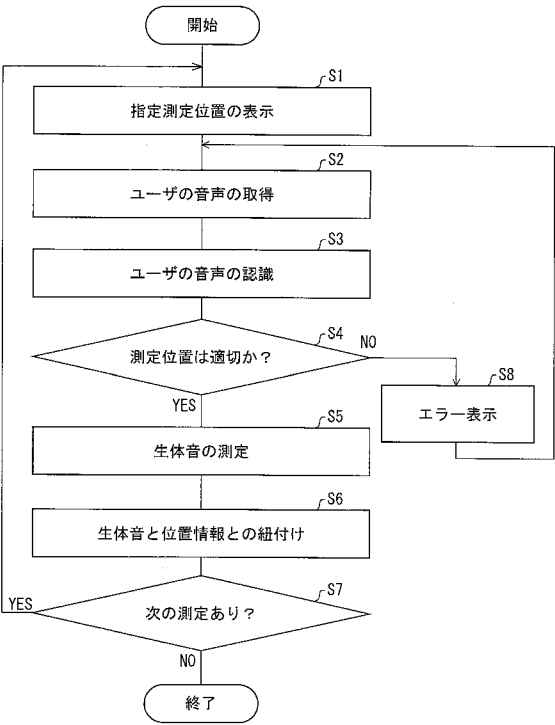 開始
S1
指定測定位置の表示
S2
ユーザの音声の取得
S3
ユーザの音声の認識
S4
測定位置は適切か?
NO
YES
S8
エラー表示
S5
生体音の測定
S6
生体音と位置情報との紐付け
S7
次の測定あり?
YES
NO
終了